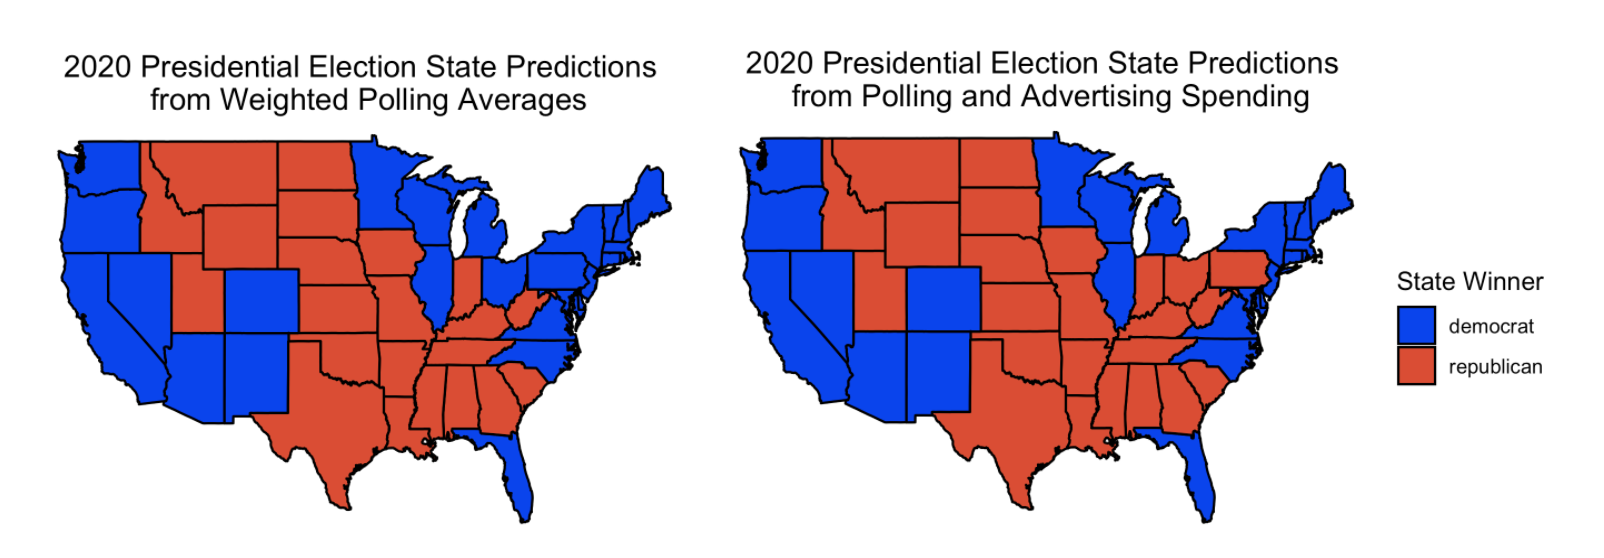 2020 Presidential Election State Predictions
from Weighted Polling Averages
2020 Presidential Election State Predictions
from Polling and Advertising Spending
State Winner
democrat
republican